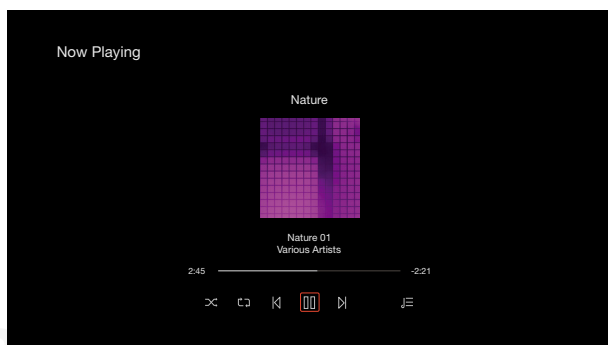 Now Playing
Nature
Nature 01
Various Artists
2:45 -2:21